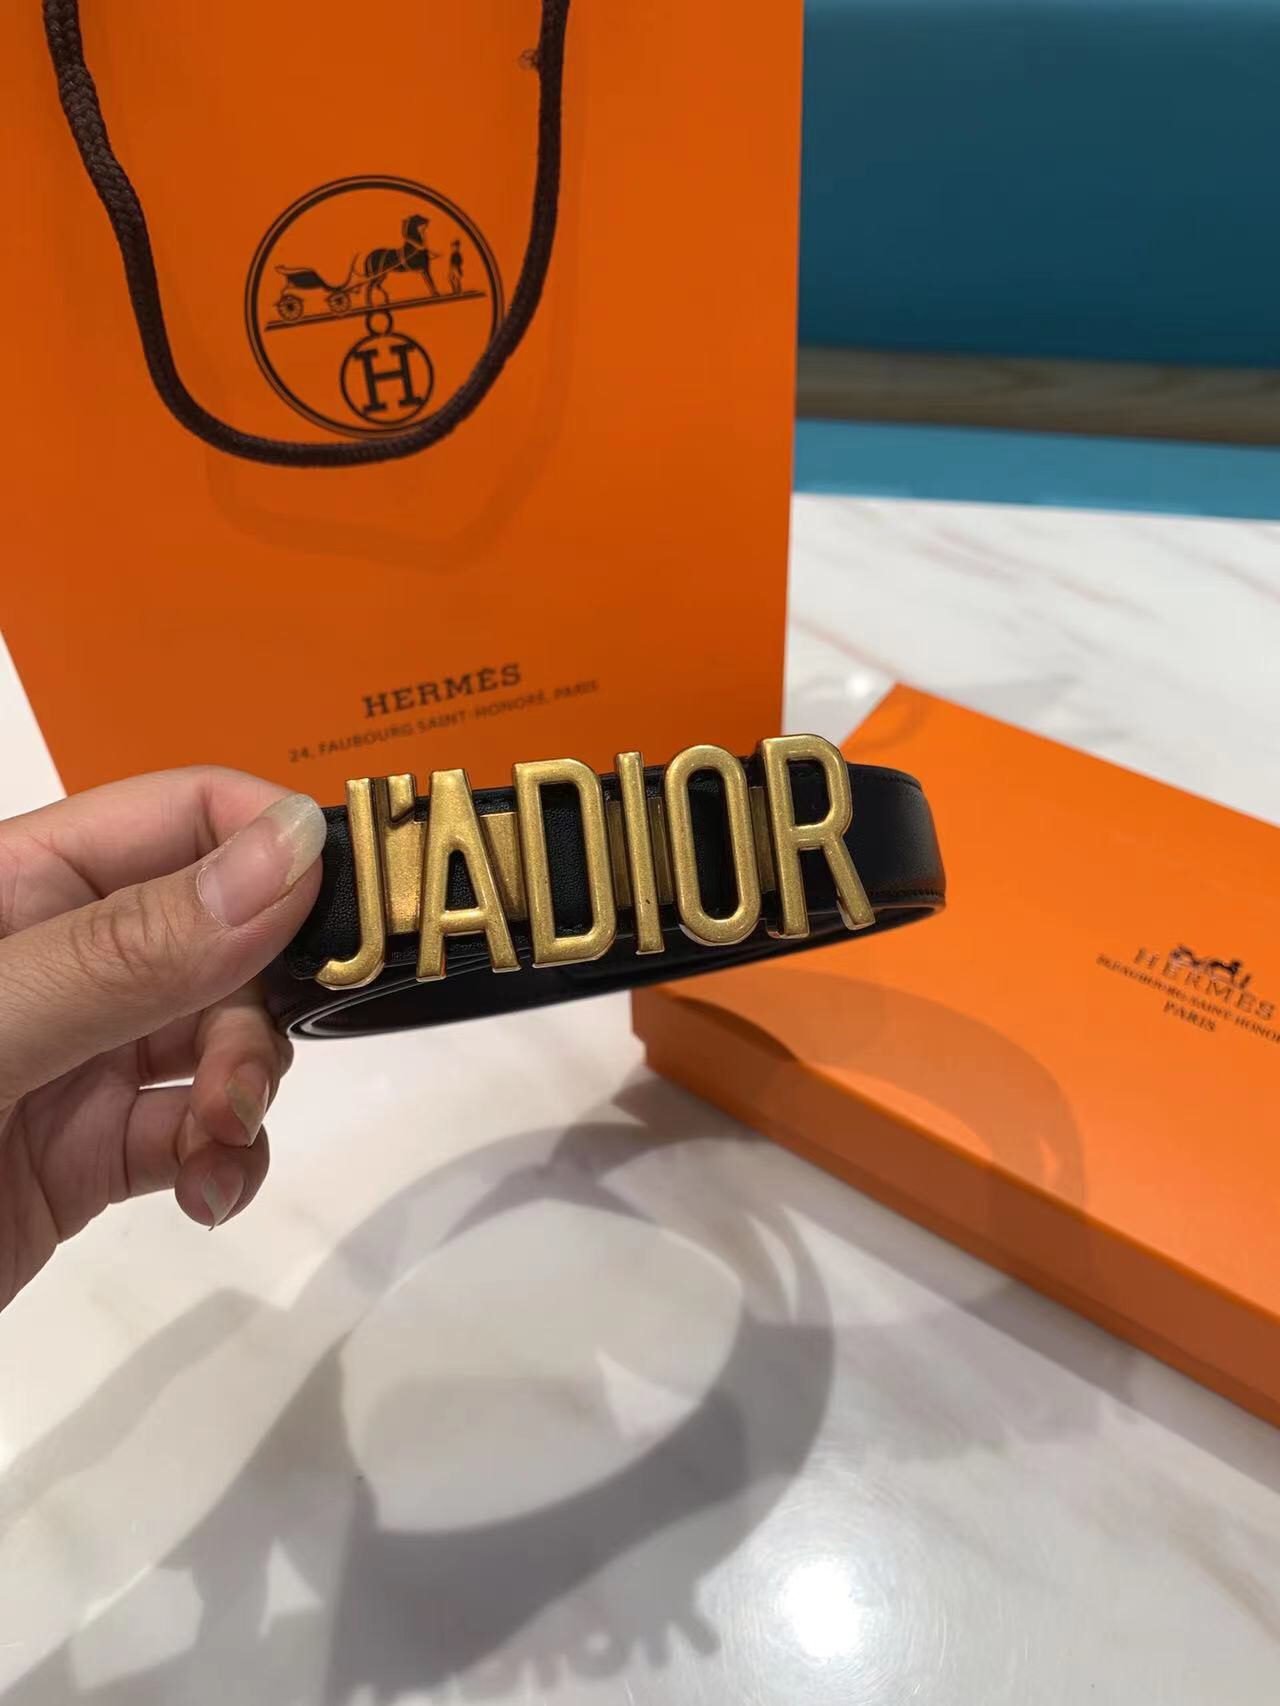 H
HERMÈS
24, FAUBOURG SAINT-HONORÉ, PARIS
J'ADIOR
HERMÈS
PARIS